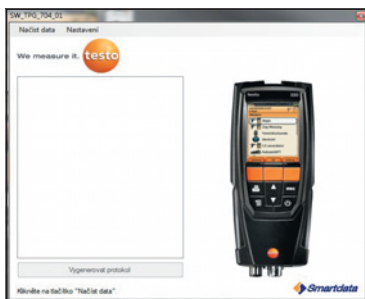 SW_TPG_704_01
Načíst data Nastavení
We measure it. testo
Vygenerovat protokol
Klikněte na tlačítko "Načíst data".
Smartdata